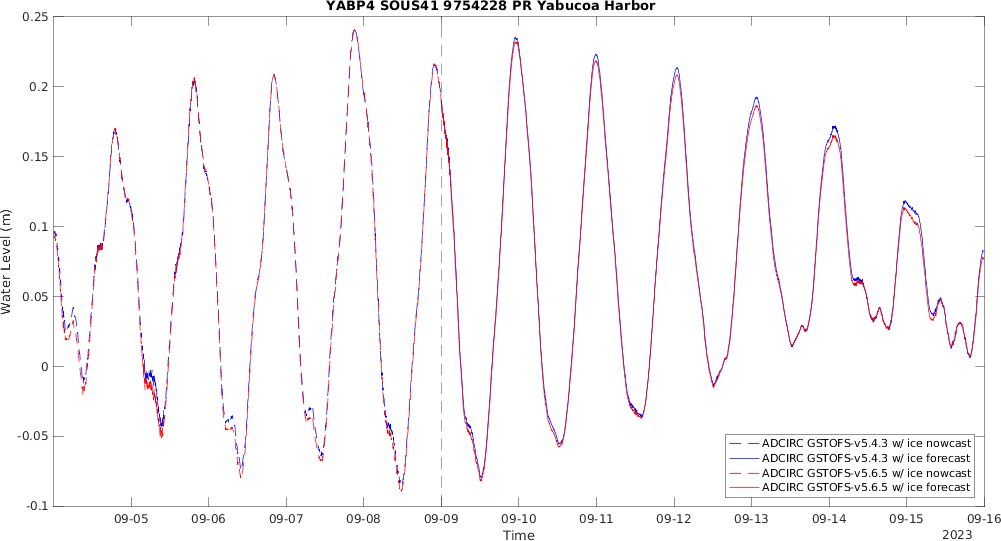 YABP4 SOUS41 9754228 PR Yabucoa Harbor
Water Level (m)
0.25
0.2
0.15
0.1
0.05
0
-0.05
-0.1
09-05 09-06 09-07 09-08 09-09 09-10 09-11 09-12 09-13 09-14 09-15 09-16
Time
2023
ADCIRC GSTOFS-v5.4.3 w/ ice nowcast
ADCIRC GSTOFS-v5.4.3 w/ ice forecast
ADCIRC GSTOFS-v5.6.5 w/ ice nowcast
ADCIRC GSTOFS-v5.6.5 w/ ice forecast